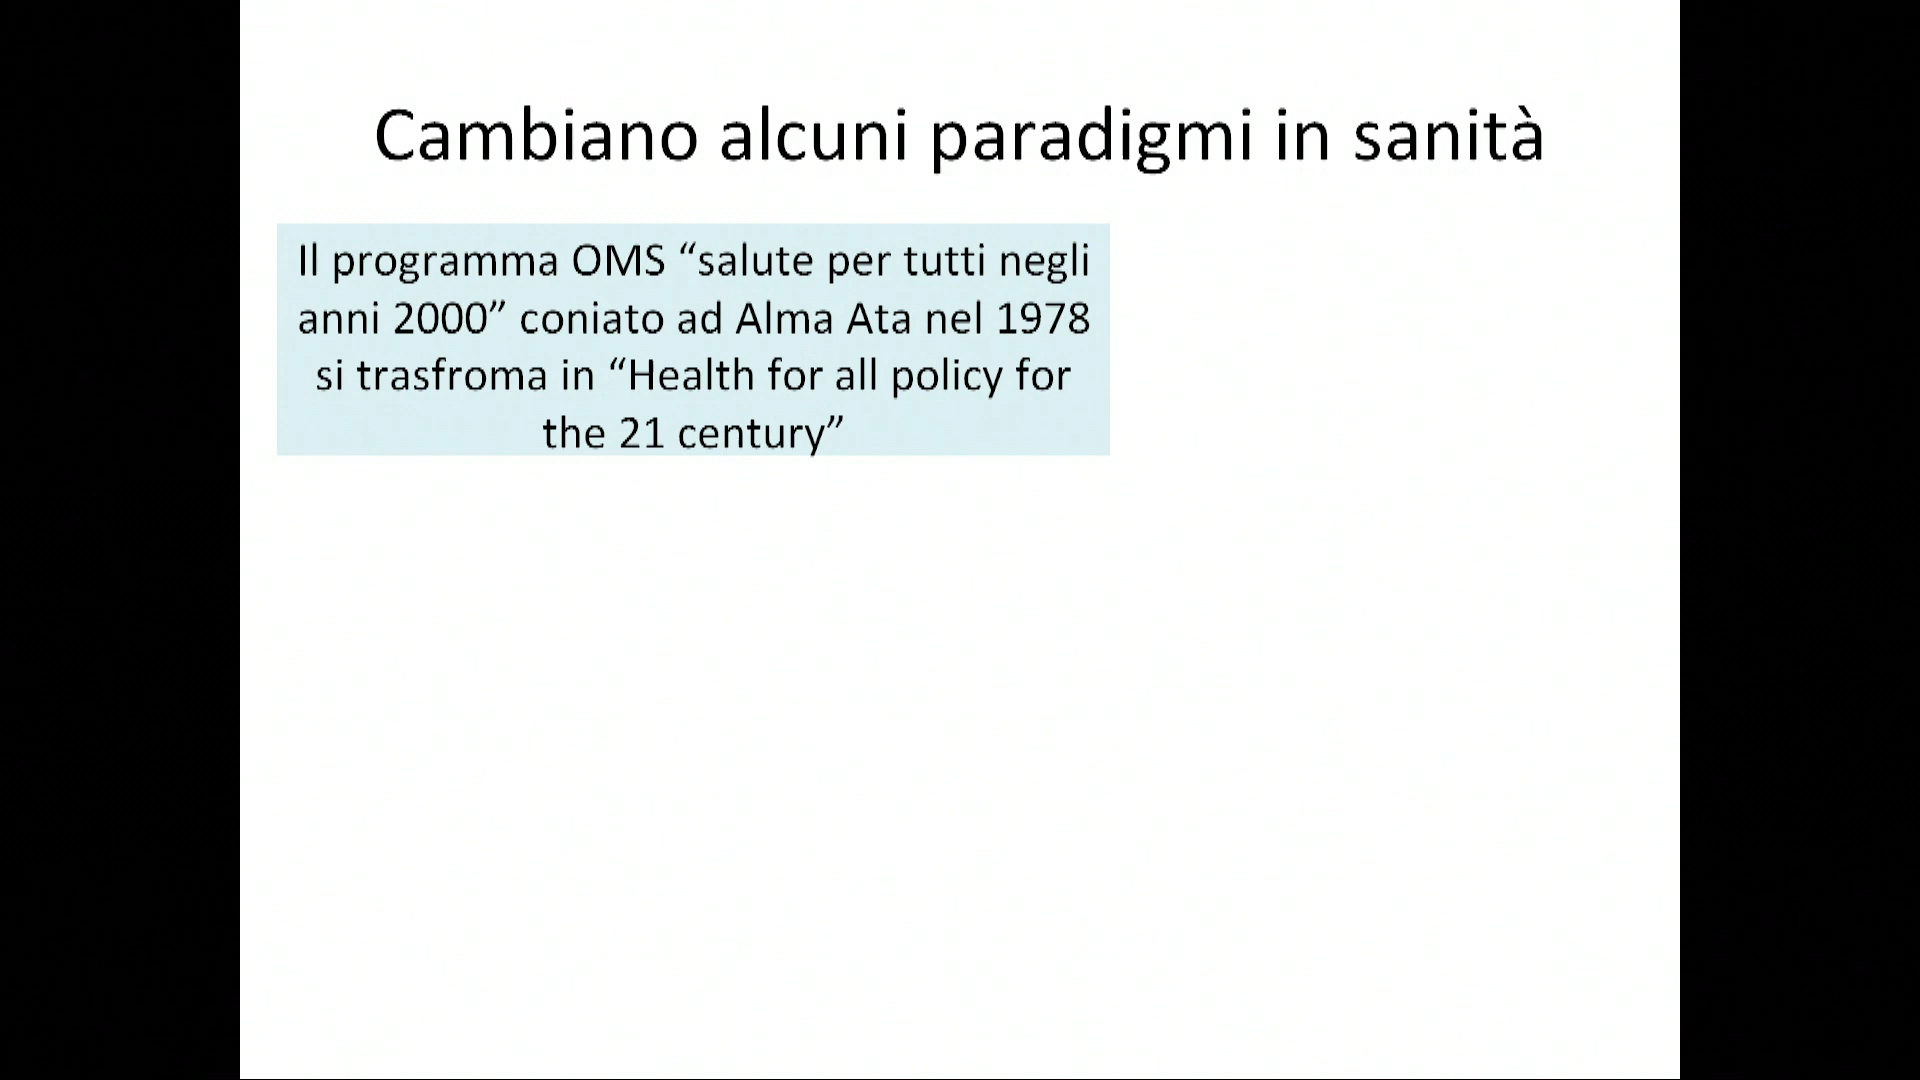 Cambiano alcuni paradigmi in sanità
Il programma OMS “salute per tutti negli
anni 2000” coniato ad Alma Ata nel 1978
si trasfroma in “Health for all policy for
the 21 century”